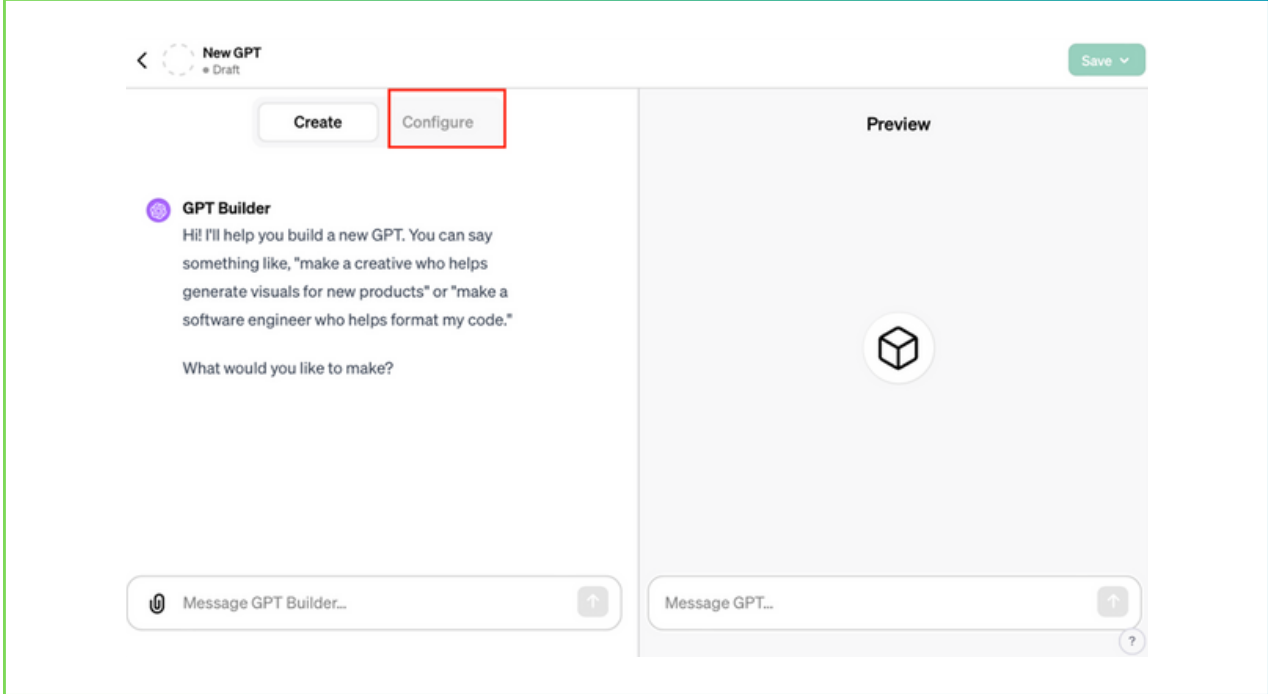 New GPT
Draft
Save
Create
Configure
Preview
GPT Builder
Hi! I'll help you build a new GPT. You can say
something like, "make a creative who helps
generate visuals for new products" or "make a
software engineer who helps format my code."
What would you like to make?
Message GPT Builder...
Message GPT...
?